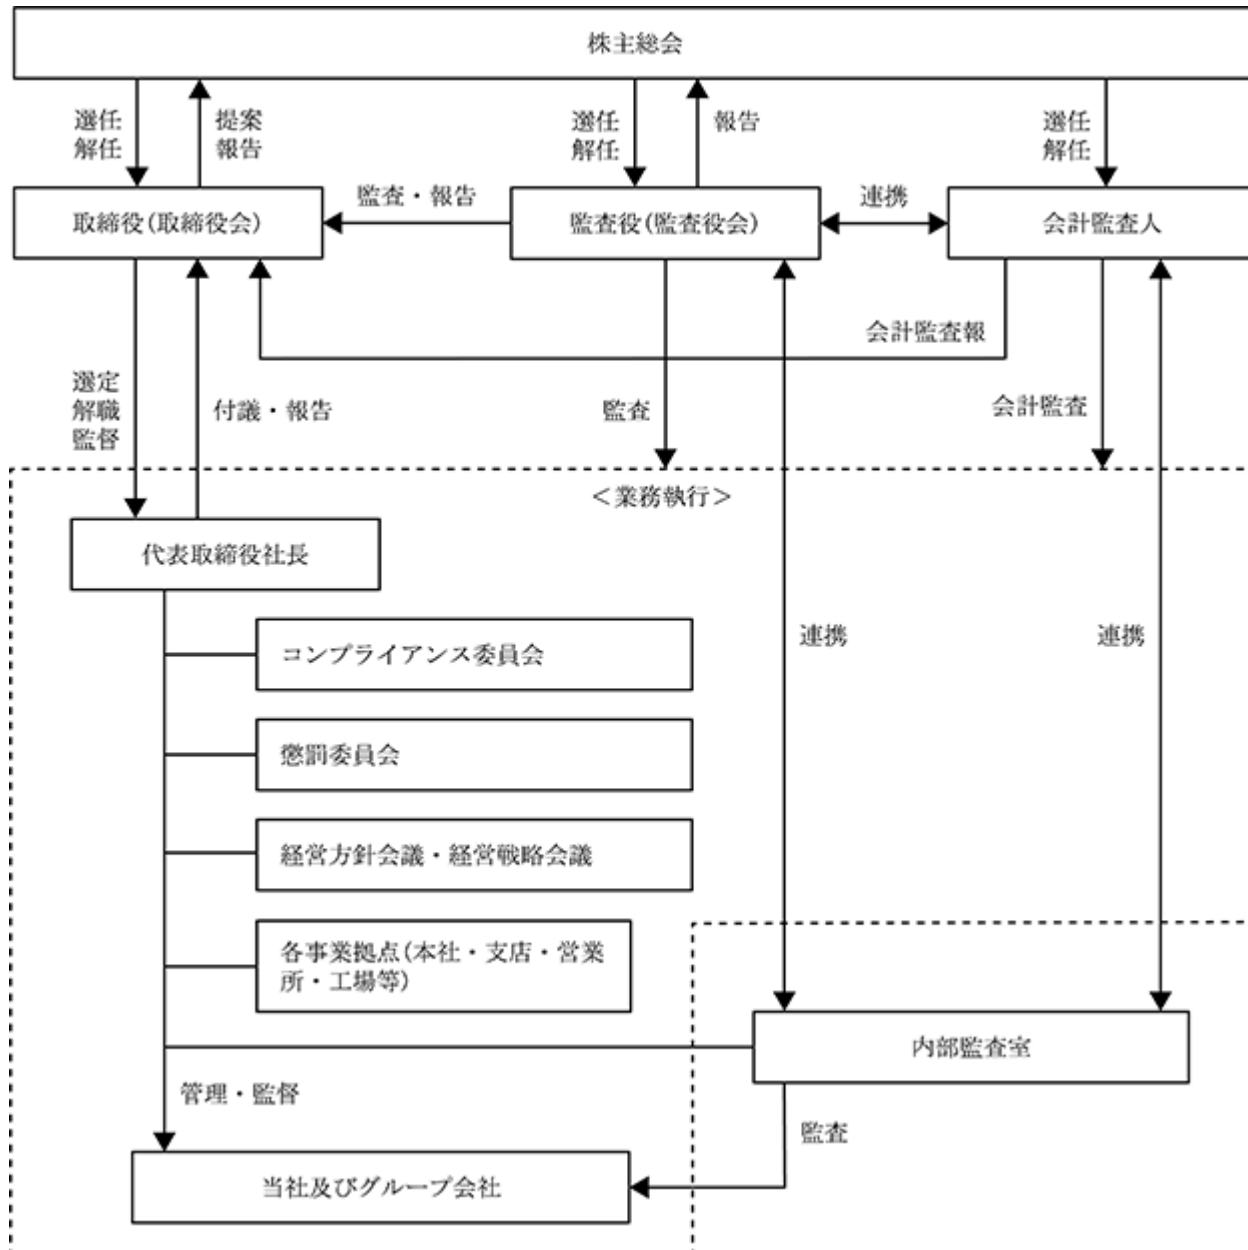 株主総会
選任
解任
提案
報告
選任
解任
報告
選任
解任
取締役(取締役会)
監査・報告
監査役(監査役会)
連携
会計監査人
会計監査報
選定
解職
監督
付議・報告
監査
会計監査
<業務執行>
代表取締役社長
コンプライアンス委員会
連携
連携
懲罰委員会
経営方針会議・経営戦略会議
各事業拠点(本社・支店・営業
所・工場等)
内部監査室
管理・監督
監査
当社及びグループ会社